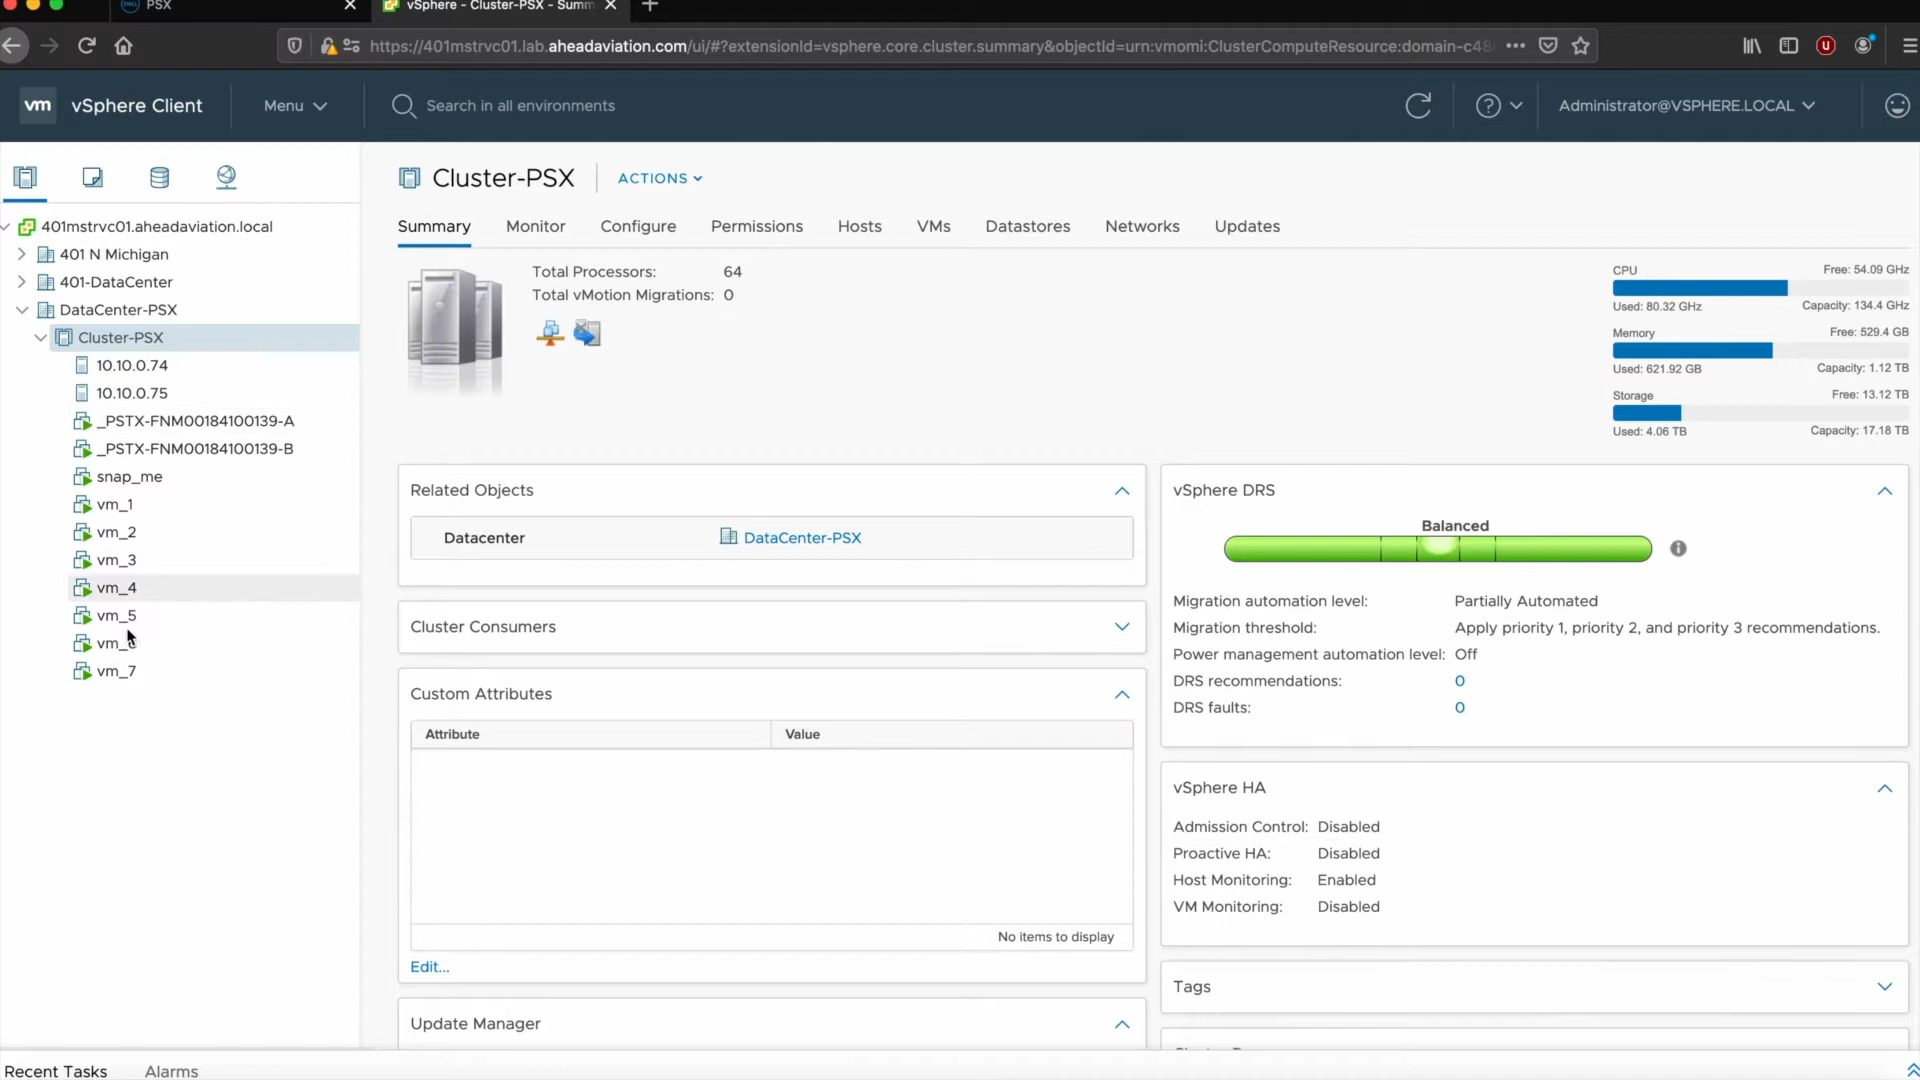 PSX
vSphere - Cluster-PSX - Summ
https://401mstrvc01.lab.aheadaviation.com/ui/#?extensionId=vsphere.core.cluster.summary&objectId=urn:vmomi:ClusterComputeResource:domain-c48
vm vSphere Client
Menu
Search in all environments
Administrator@VSPHERE.LOCAL
401mstrvc01.aheadaviation.local
401 N Michigan
401-DataCenter
DataCenter-PSX
Cluster-PSX
10.10.0.74
10.10.0.75
_PSTX-FNM00184100139-A
_PSTX-FNM00184100139-B
snap_me
vm_1
vm_2
vm_3
vm_4
vm_5
vm_
vm_7
Cluster-PSX
ACTIONS
Summary Monitor Configure Permissions Hosts VMs Datastores Networks Updates
Total Processors: 64
Total vMotion Migrations: 0
CPU Free: 54.09 GHz
Used: 80.32 GHz Capacity: 134.4 GHz
Memory Free: 529.4 GB
Used: 621.92 GB Capacity: 1.12 TB
Storage Free: 13.12 TB
Used: 4.06 TB Capacity: 17.18 TB
Related Objects
Datacenter DataCenter-PSX
Cluster Consumers
Custom Attributes
Attribute Value
No items to display
Edit...
Update Manager
vSphere DRS
Balanced
Migration automation level: Partially Automated
Migration threshold: Apply priority 1, priority 2, and priority 3 recommendations.
Power management automation level: Off
DRS recommendations: 0
DRS faults: 0
vSphere HA
Admission Control: Disabled
Proactive HA: Disabled
Host Monitoring: Enabled
VM Monitoring: Disabled
Tags
Recent Tasks Alarms